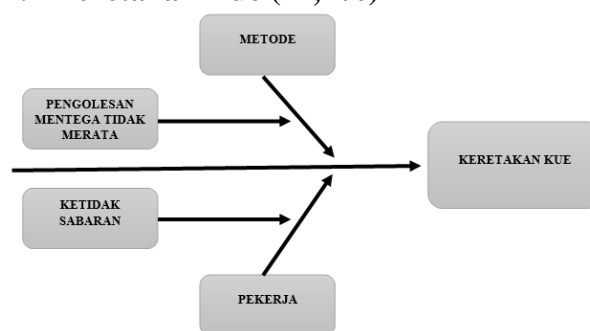 METODE
PENGOLESAN
MENTEGA TIDAK
MERATA
KERETAKAN KUE
KETIDAK
SABARAN
PEKERJA